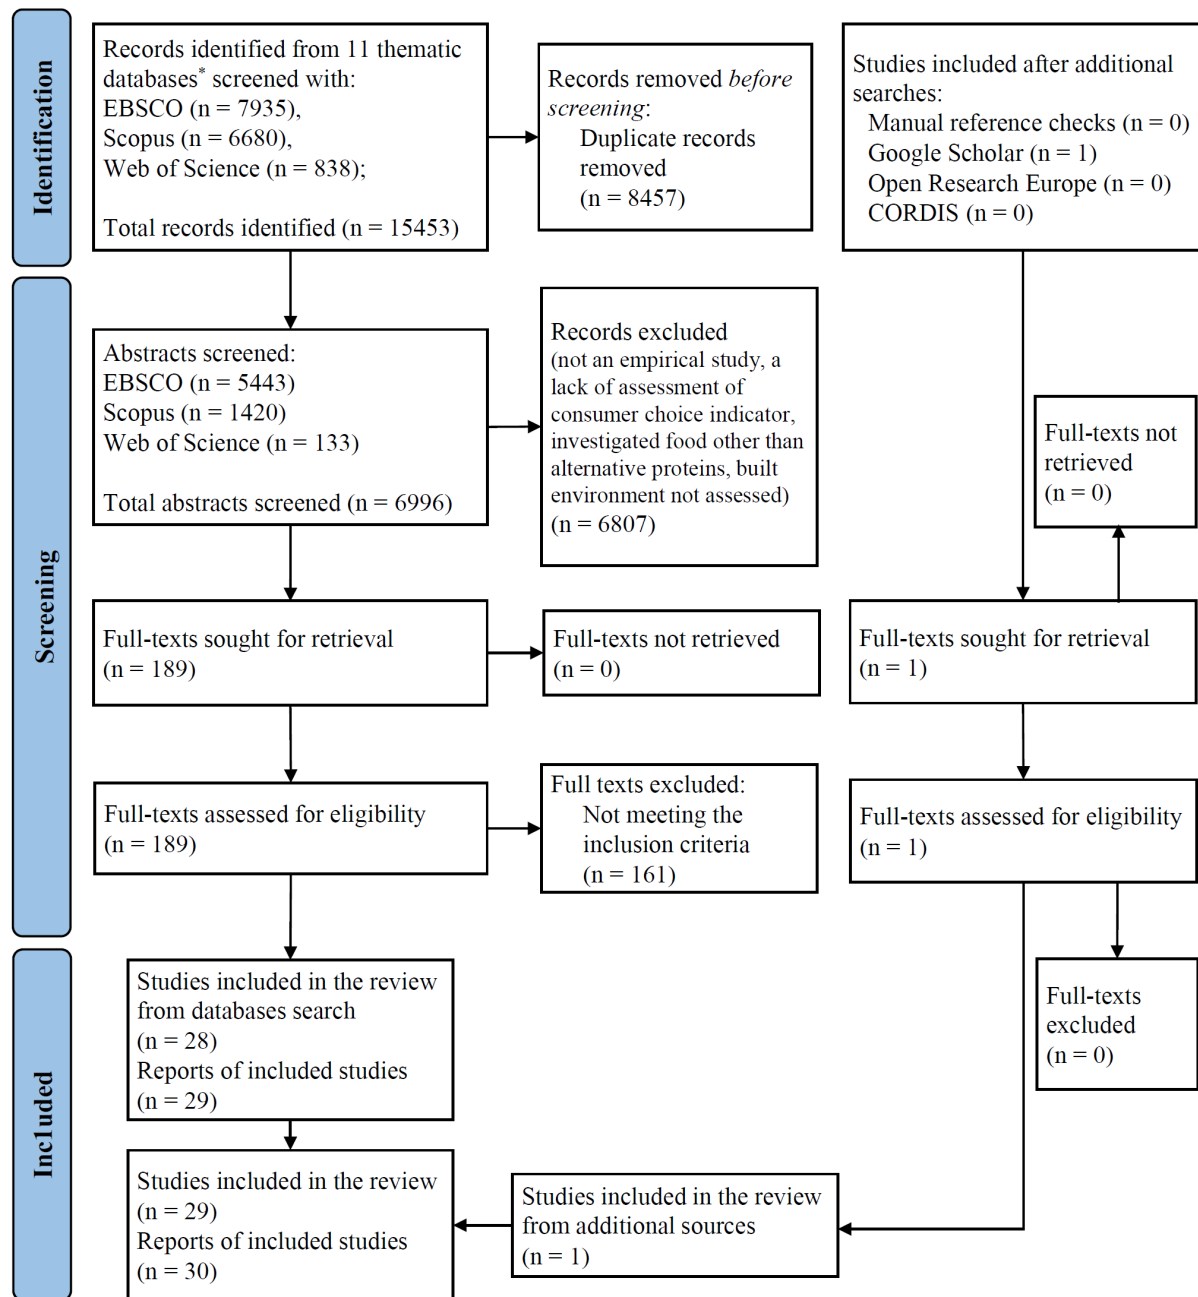 Identification
Records identified from 11 thematic
databases* screened with:
EBSCO (n = 7935),
Scopus (n = 6680),
Web of Science (n = 838);
Total records identified (n = 15453)
Records removed before
screening:
Duplicate records
removed
(n = 8457)
Studies included after additional
searches:
Manual reference checks (n = 0)
Google Scholar (n = 1)
Open Research Europe (n = 0)
CORDIS (n = 0)
Screening
Abstracts screened:
EBSCO (n = 5443)
Scopus (n = 1420)
Web of Science (n = 133)
Total abstracts screened (n = 6996)
Records excluded
(not an empirical study, a
lack of assessment of
consumer choice indicator,
investigated food other than
alternative proteins, built
environment not assessed)
(n = 6807)
Full-texts not
retrieved
(n = 0)
Full-texts sought for retrieval
(n = 189)
Full-texts not retrieved
(n = 0)
Full-texts sought for retrieval
(n = 1)
Full-texts assessed for eligibility
(n = 189)
Full texts excluded:
Not meeting the
inclusion criteria
(n = 161)
Full-texts assessed for eligibility
(n = 1)
Included
Studies included in the review
from databases search
(n = 28)
Reports of included studies
(n = 29)
Full-texts
excluded
(n = 0)
Studies included in the review
(n = 29)
Reports of included studies
(n = 30)
Studies included in the review
from additional sources
(n = 1)